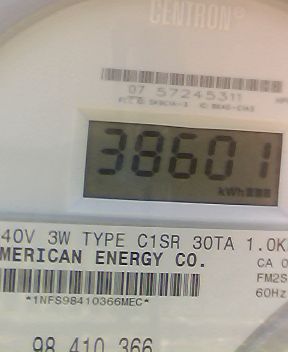 CENTRON®
07 57245311
38601
kWh
40V 3W TYPE C1SR 30TA 1.0K
MERICAN ENERGY CO.
CA 0
FM2S
*1NFS98410366MEC*
60Hz
98 410 366